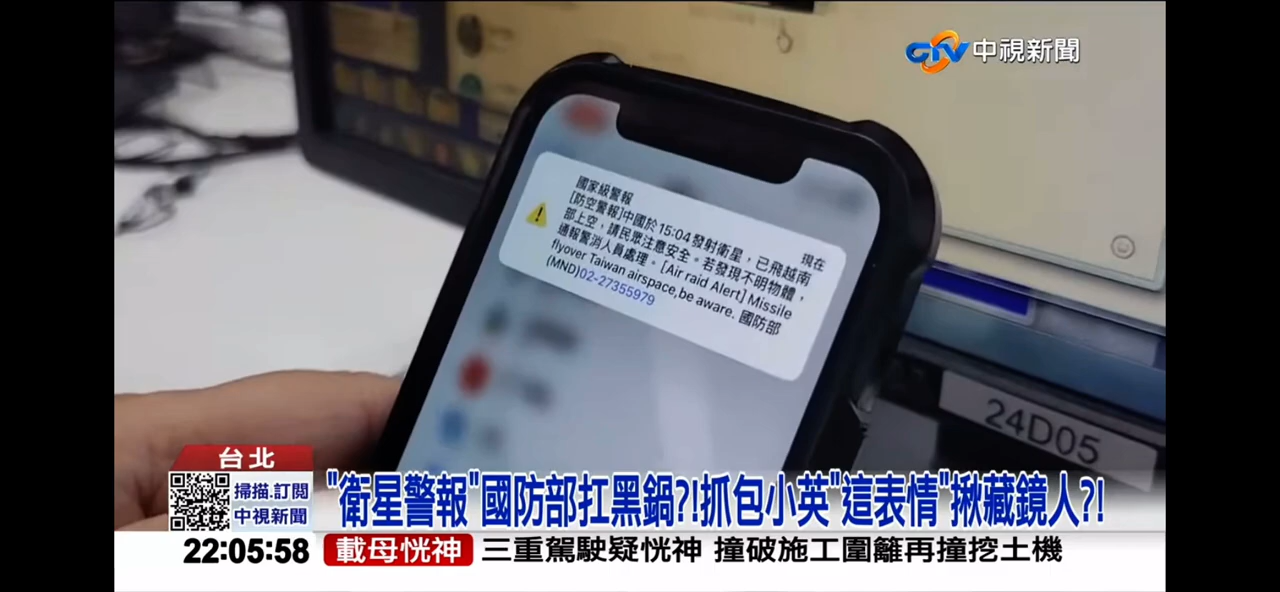 CTV 中視新聞
國家級警報 現在
[防空警報]中國於15:04發射衛星，已飛越南
部上空，請民眾注意安全。若發現不明物體，
通報警消人員處理。[Air raid Alert] Missile
flyover Taiwan airspace,be aware. 國防部
(MND)02-27355979
24D05
台北
掃描.訂閱
中視新聞
"衛星警報"國防部扛黑鍋?!抓包小英"這表情"揪藏鏡人?!
22:05:58 載母恍神 三重駕駛疑恍神 撞破施工圍籬再撞挖土機